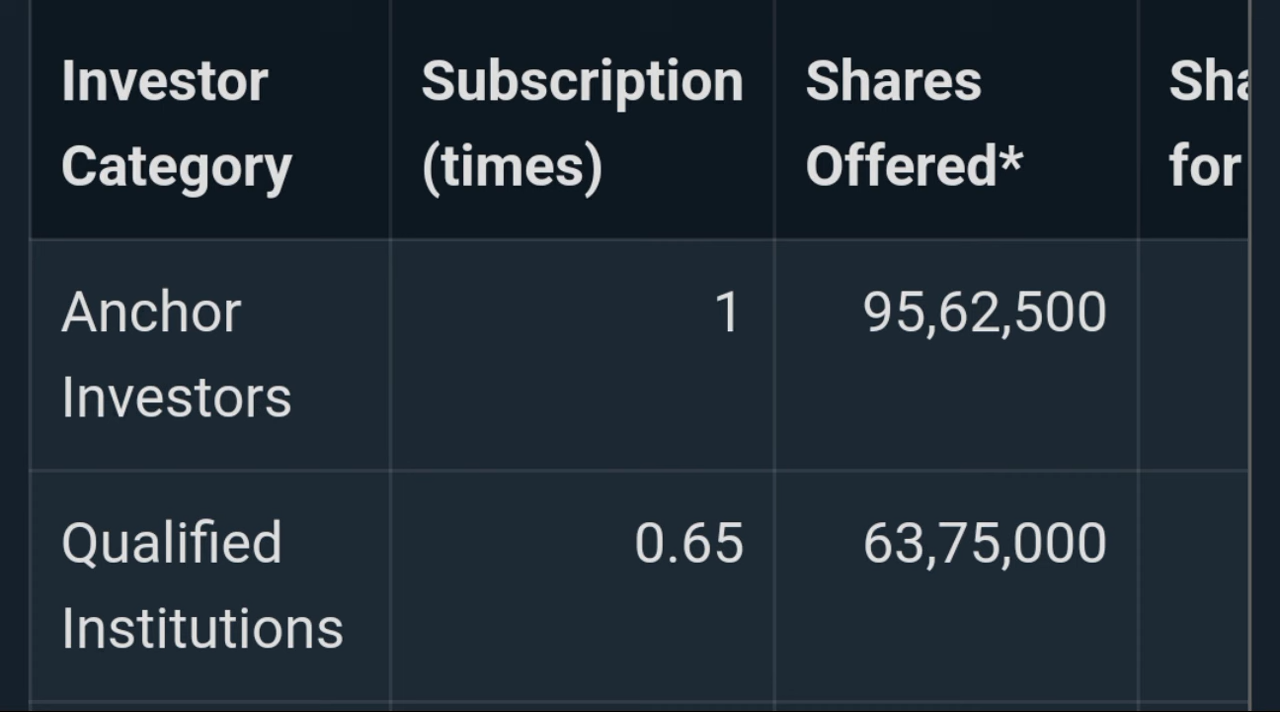 Investor Category
Subscription (times)
Shares Offered*
for
Anchor Investors
1
95,62,500
Qualified Institutions
0.65
63,75,000